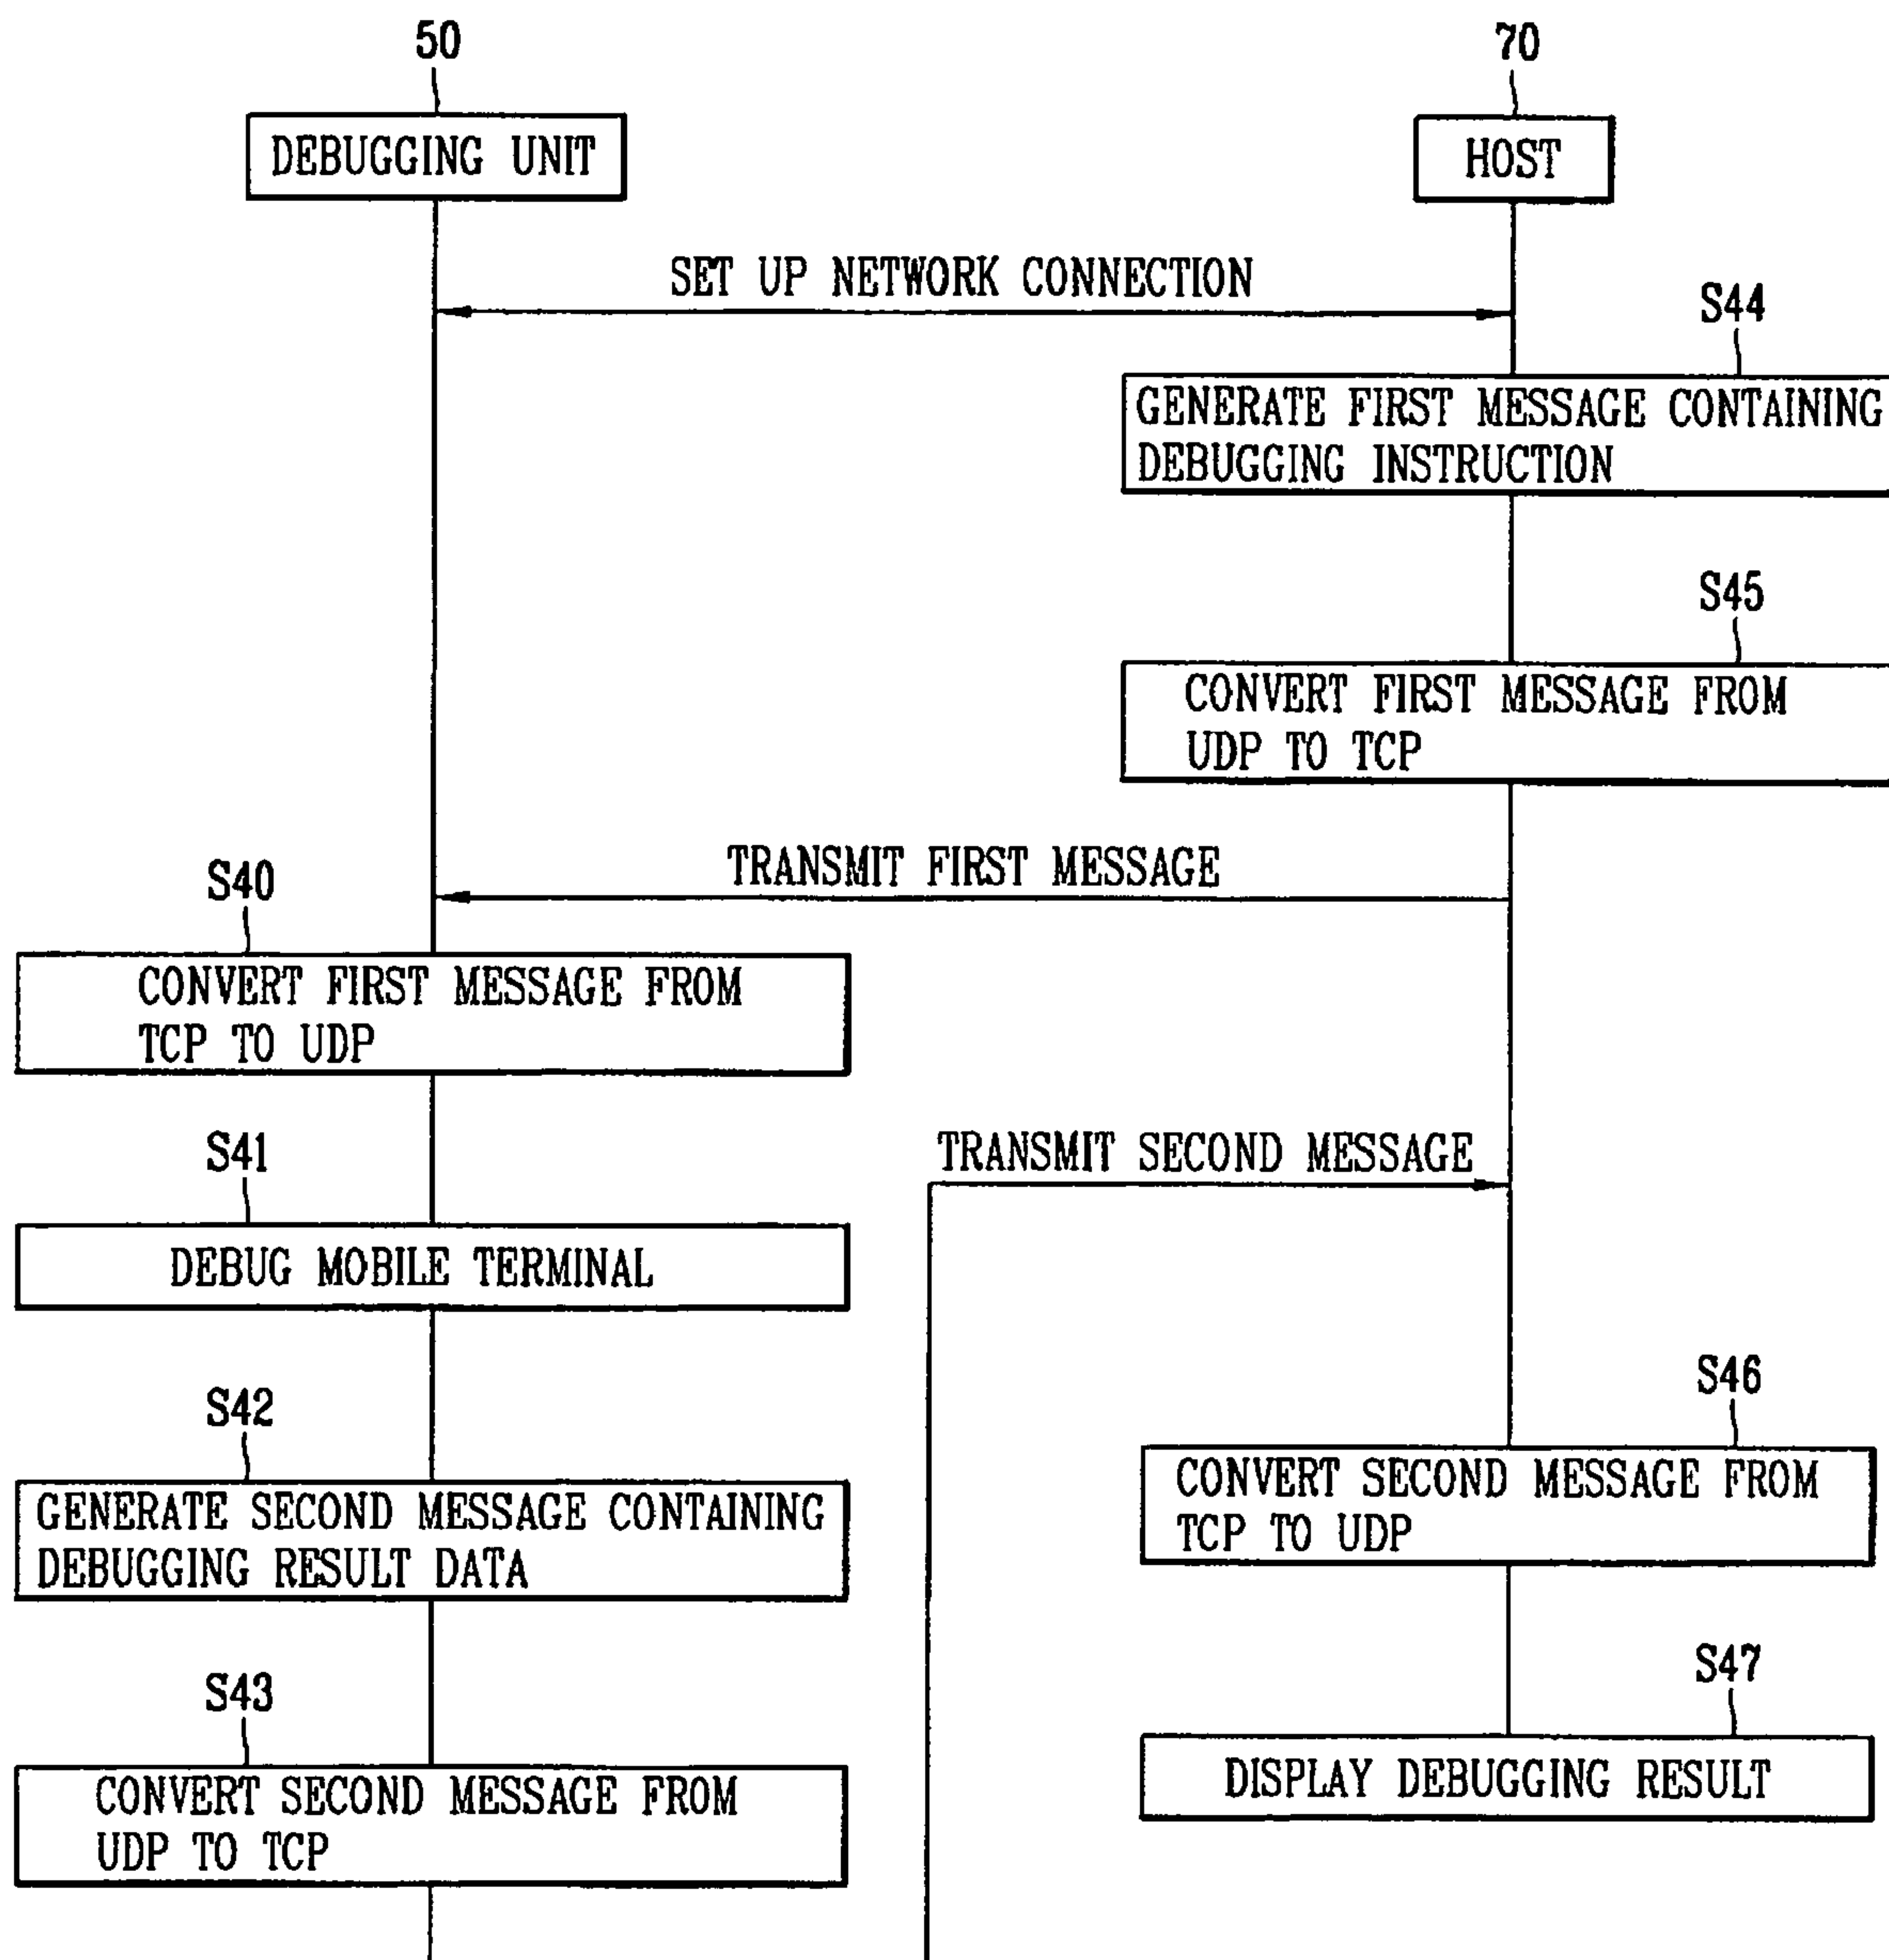 50
70
DEBUGGING UNIT
HOST
SET UP NETWORK CONNECTION
S44
GENERATE FIRST MESSAGE CONTAINING
DEBUGGING INSTRUCTION
S45
CONVERT FIRST MESSAGE FROM
UDP TO TCP
TRANSMIT FIRST MESSAGE
S40
CONVERT FIRST MESSAGE FROM
TCP TO UDP
S41
TRANSMIT SECOND MESSAGE
DEBUG MOBILE TERMINAL
S46
S42
CONVERT SECOND MESSAGE FROM
TCP TO UDP
GENERATE SECOND MESSAGE CONTAINING
DEBUGGING RESULT DATA
S47
S43
DISPLAY DEBUGGING RESULT
CONVERT SECOND MESSAGE FROM
UDP TO TCP